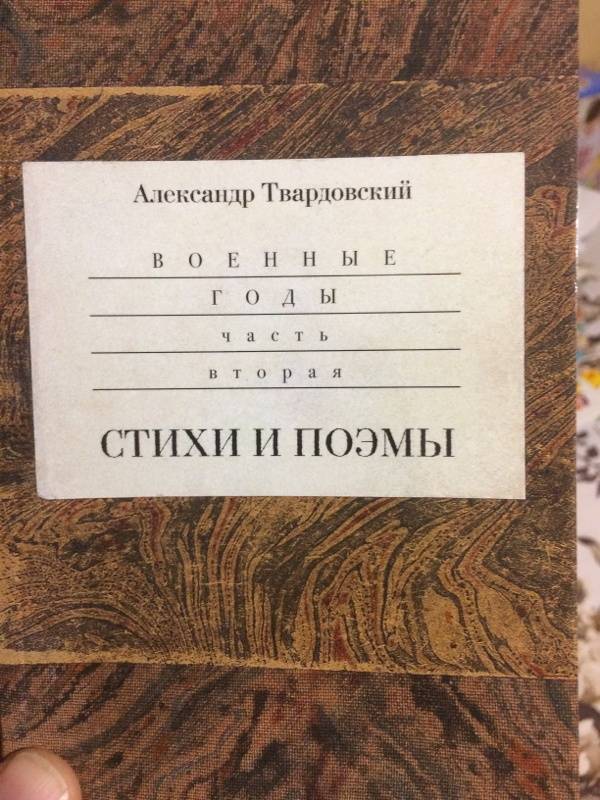 Александр Твардовский
ВОЕННЫЕ
ГОДЫ
часть
вторая
СТИХИ И ПОЭМЫ